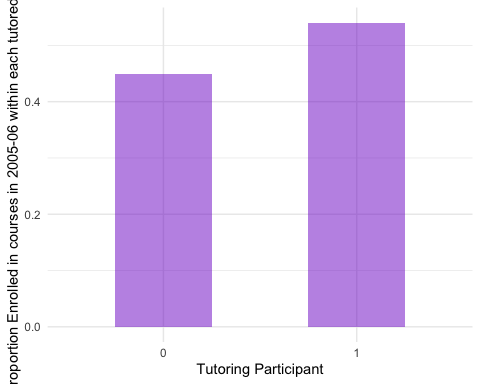 roportion Enrolled in courses in 2005-06 within each tutored
0.4
0.2
0.0
0
1
Tutoring Participant